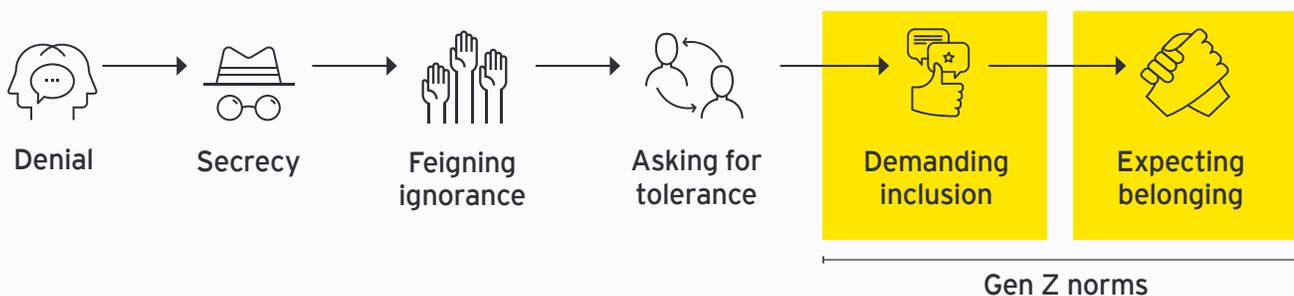 Denial
Secrecy
Feigning
ignorance
Asking for
tolerance
Demanding
inclusion
Expecting
belonging
Gen Z norms